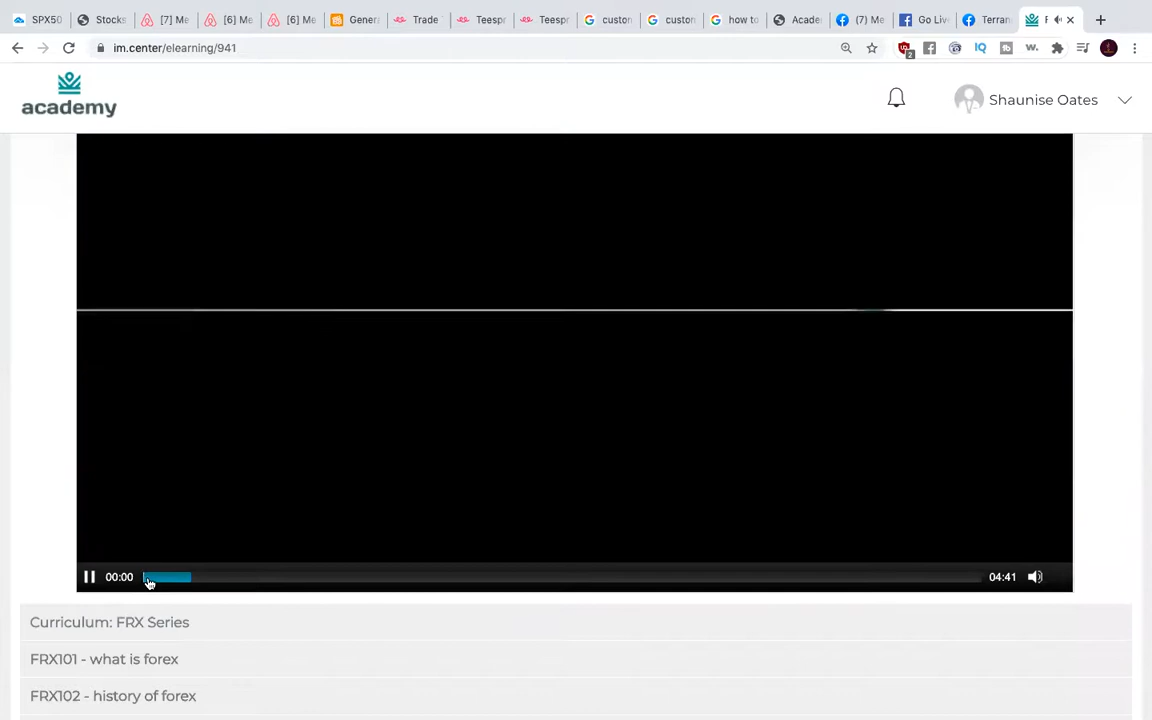 SPX50 Stocks [7] Me [6] Me [6] Me Gener Trade Teespr Teespr custon custon how to Acade (7) Me Go Liv Terran
im.center/elearning/941
academy
Shaunise Oates
00:00 04:41
Curriculum: FRX Series
FRX101 - what is forex
FRX102 - history of forex